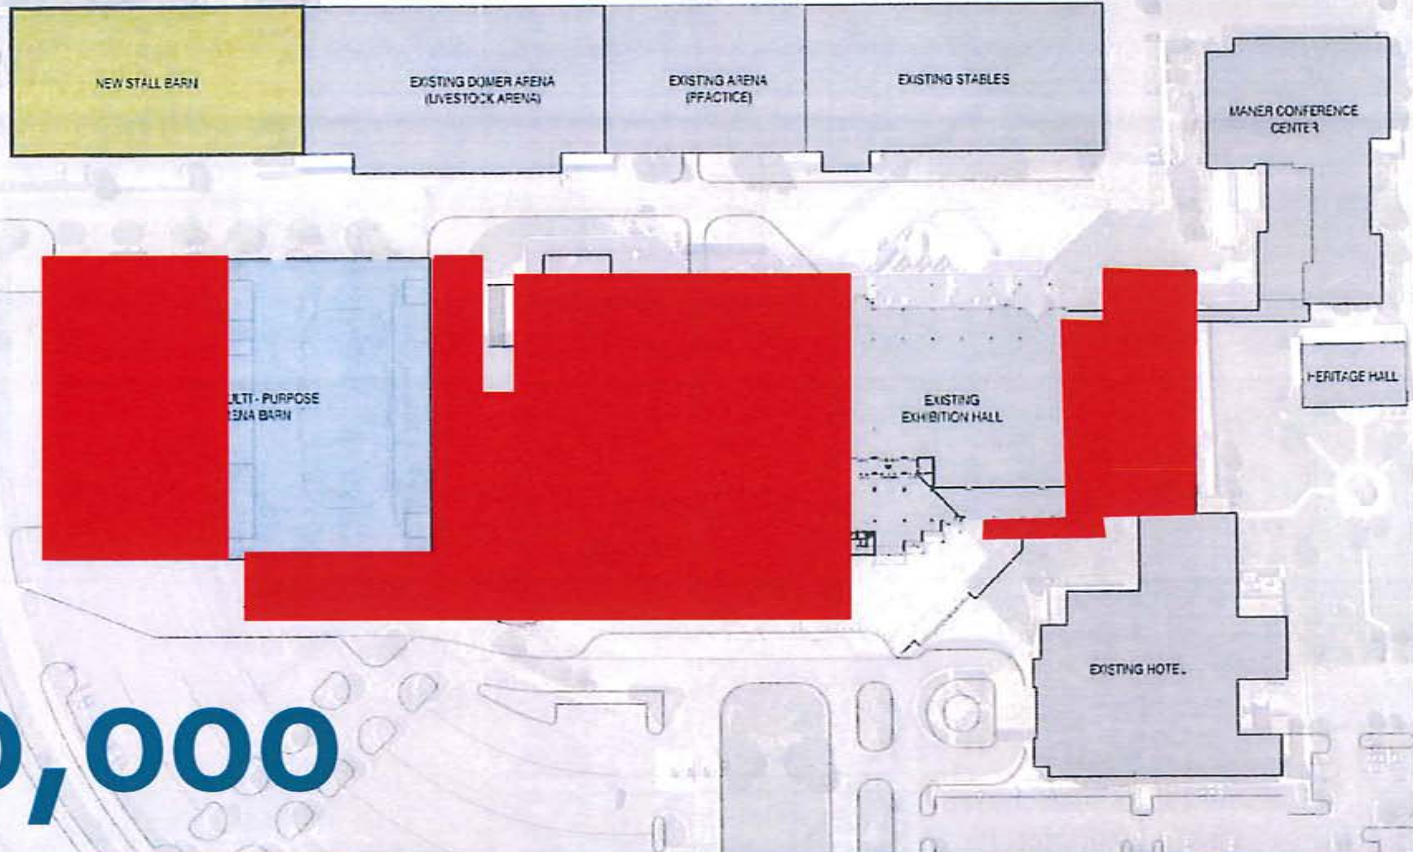 NEW STALL BARN
EXISTING DOMER ARENA
(LIVESTOCK ARENA)
EXISTING ARENA
(PRACTICE)
EXISTING STABLES
MANER CONFERENCE
CENTER
ULTI - PURPOSE
ENA BARN
EXISTING
EXHIBITION HALL
HERITAGE HALL
EXISTING HOTEL
0,000